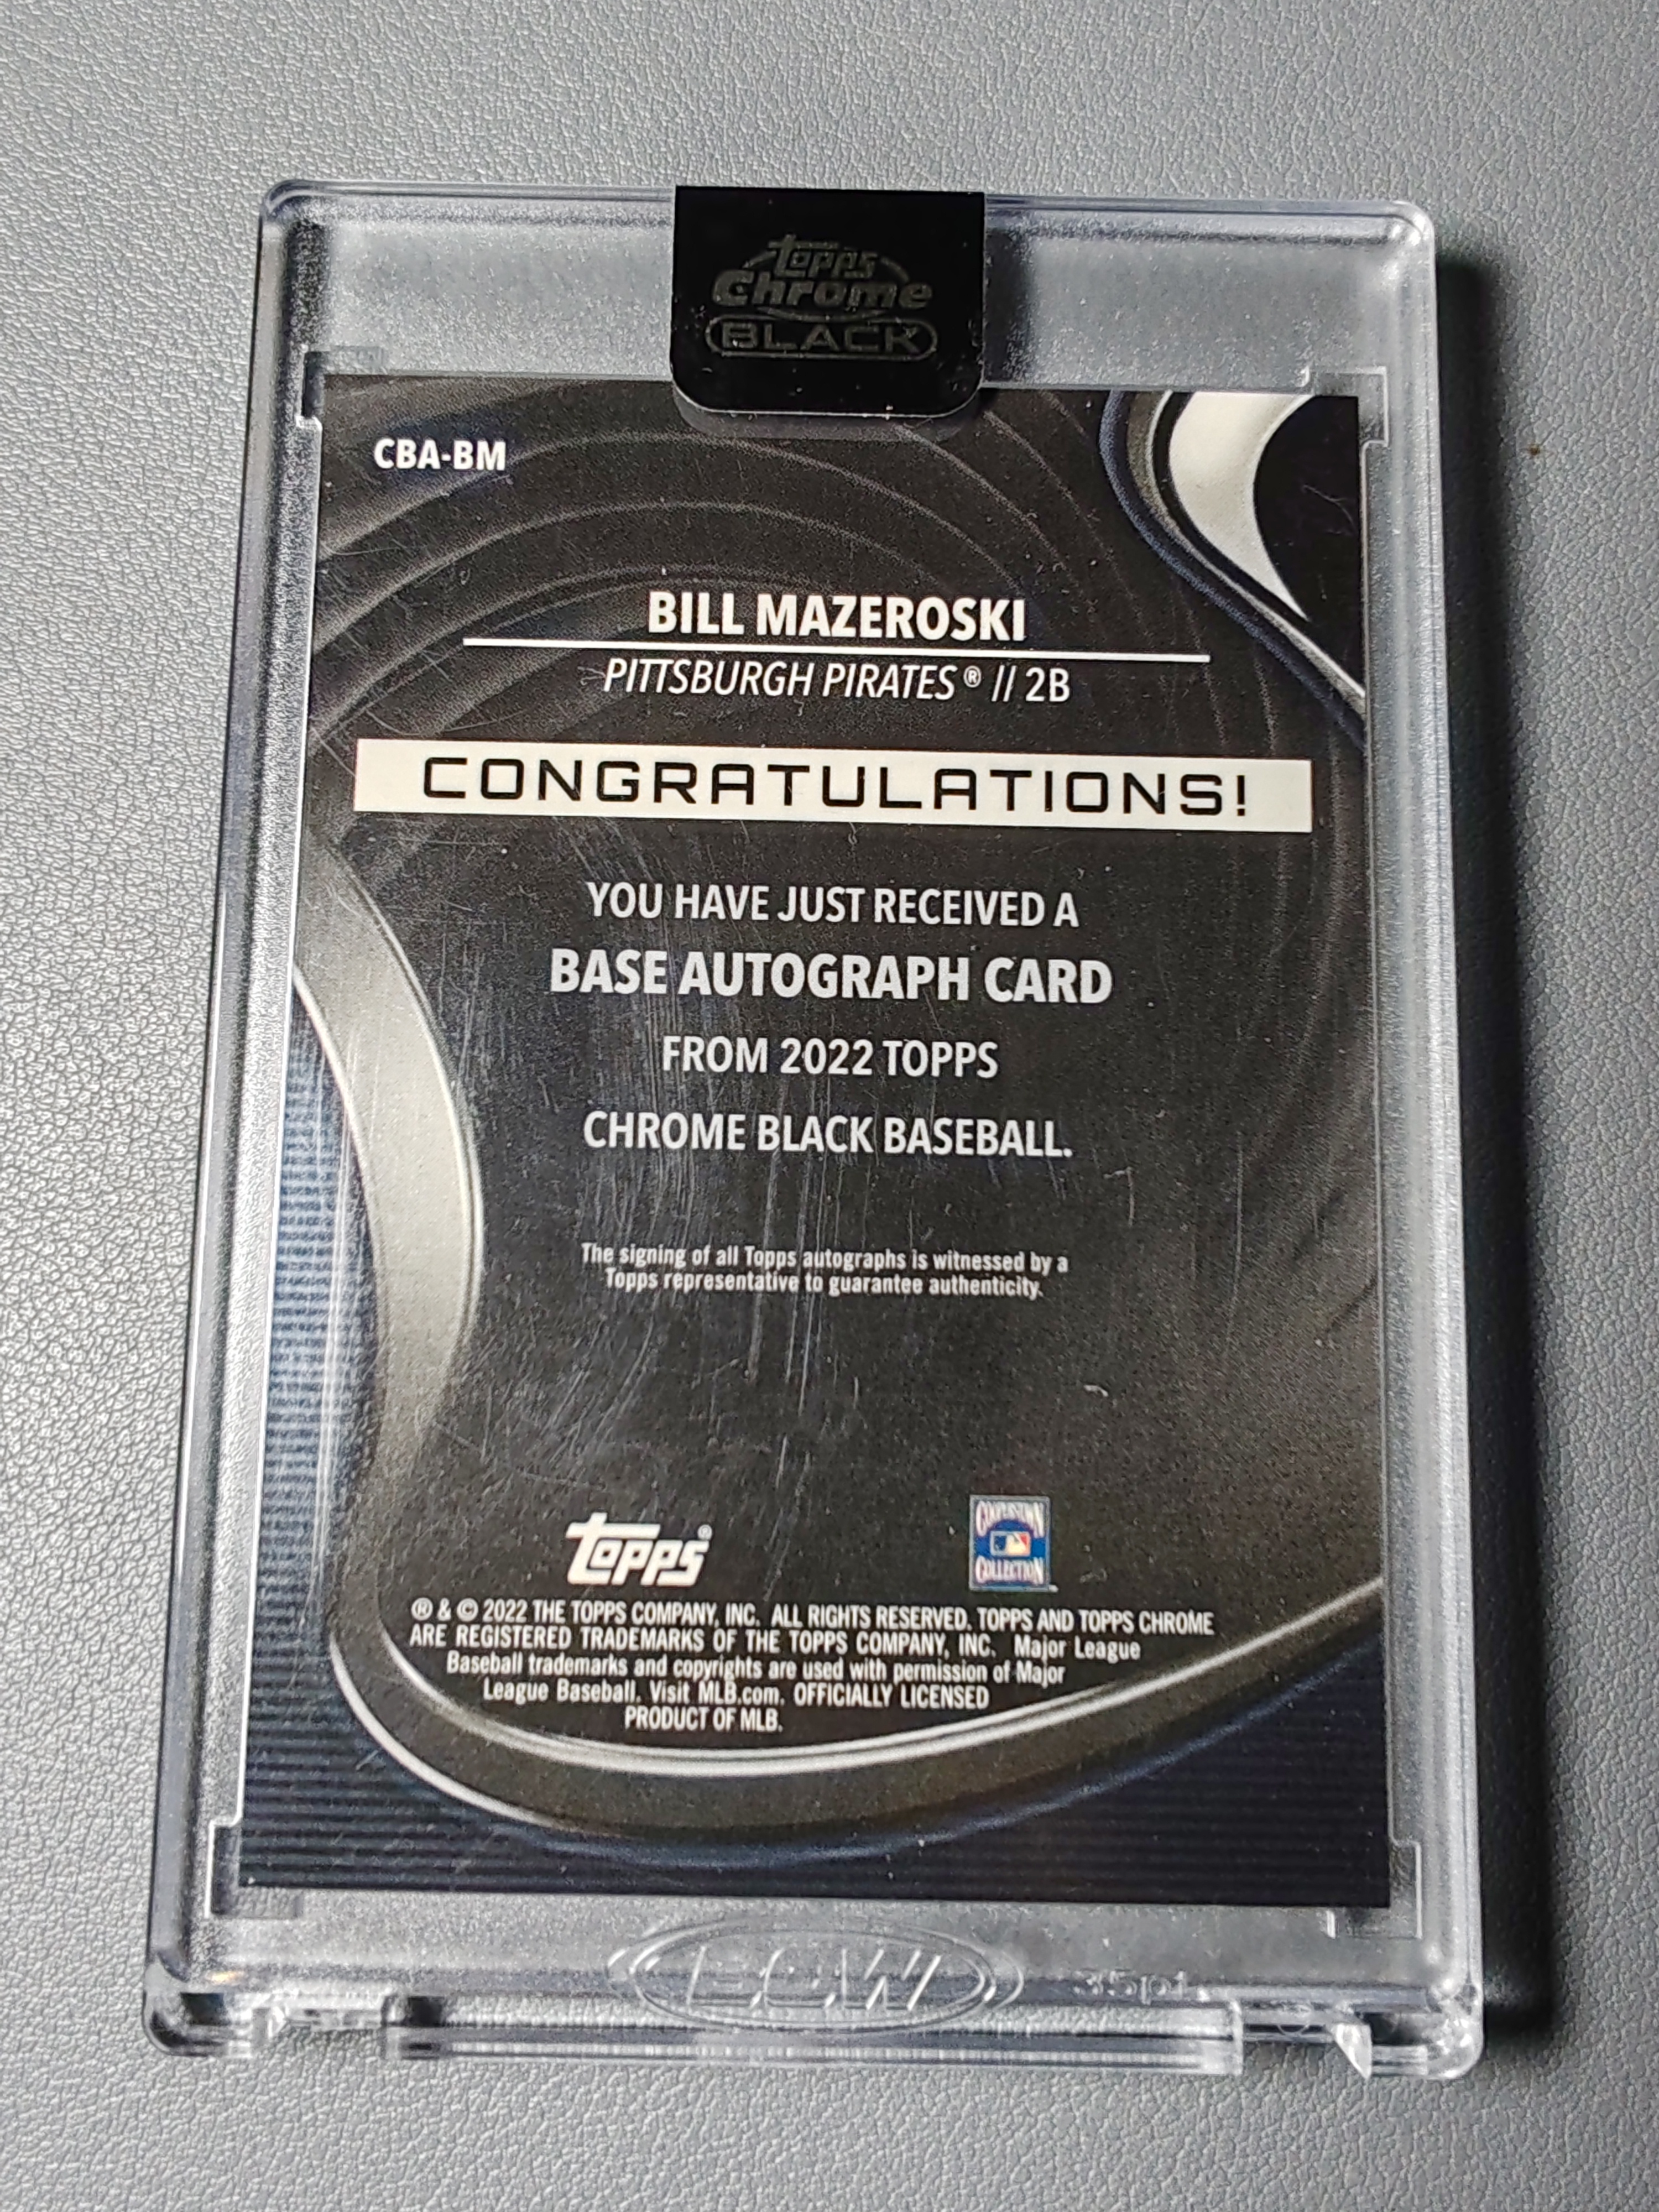 Topps
Chrome
BLACK
CBA-BM
BILL MAZEROSKI
PITTSBURGH PIRATES® // 2B
CONGRATULATIONS!
YOU HAVE JUST RECEIVED A
BASE AUTOGRAPH CARD
FROM 2022 TOPPS
CHROME BLACK BASEBALL.
The signing of all Topps autographs is witnessed by a
Topps representative to guarantee authenticity.
Topps®
COOPERSTOWN
COLLECTION
® & © 2022 THE TOPPS COMPANY, INC. ALL RIGHTS RESERVED. TOPPS AND TOPPS CHROME
ARE REGISTERED TRADEMARKS OF THE TOPPS COMPANY, INC. Major League
Baseball trademarks and copyrights are used with permission of Major
League Baseball. Visit MLB.com. OFFICIALLY LICENSED
PRODUCT OF MLB.
BCW 35pt